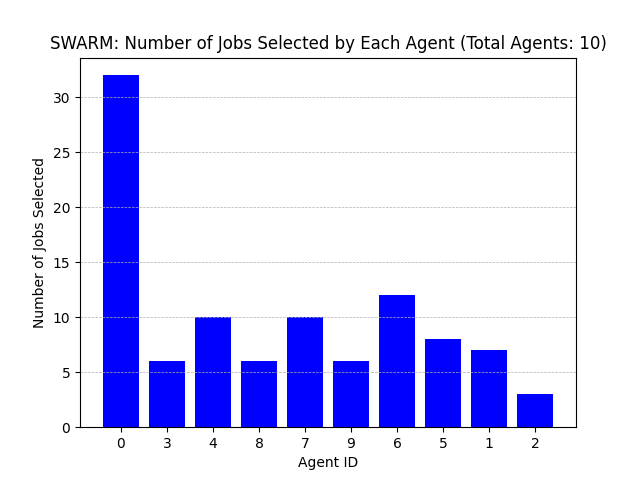 SWARM: Number of Jobs Selected by Each Agent (Total Agents: 10)
Number of Jobs Selected
30
25
20
15
10
5
0
0 3 4 8 7 9 6 5 1 2
Agent ID